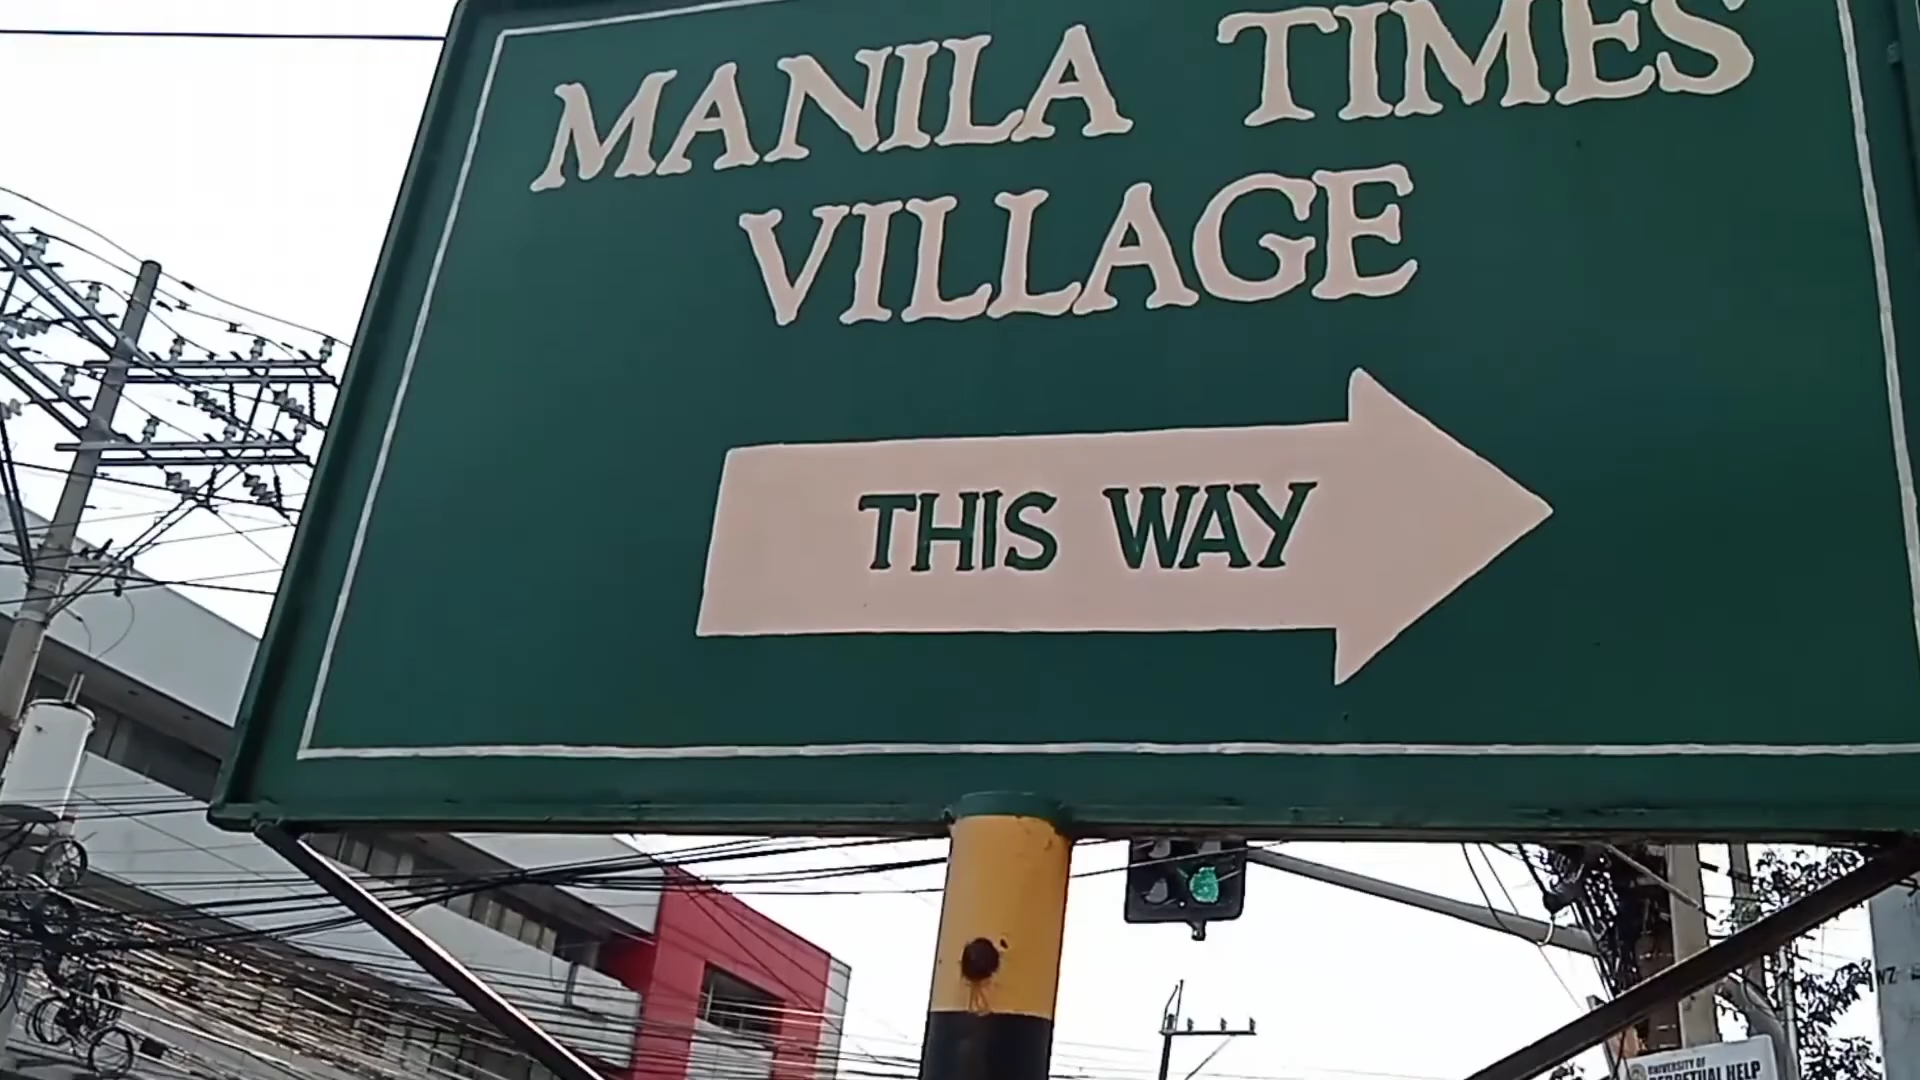 MANILA TIMES
VILLAGE
THIS WAY
UNIVERSITY OF
PERPETUAL HELP